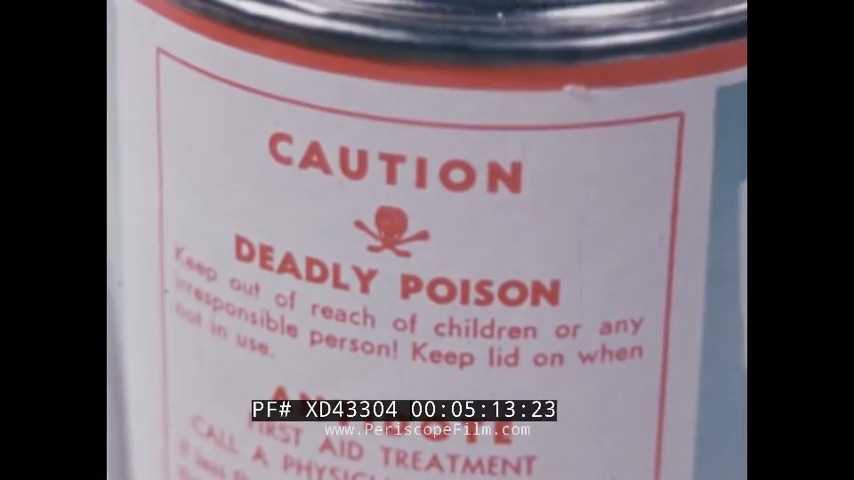 CAUTION
DEADLY POISON
Keep out of reach of children or any
irresponsible person! Keep lid on when
not in use.
PF# XD43304 00:05:13:23
www.PeriscopeFilm.com
FIRST AID TREATMENT
CALL A